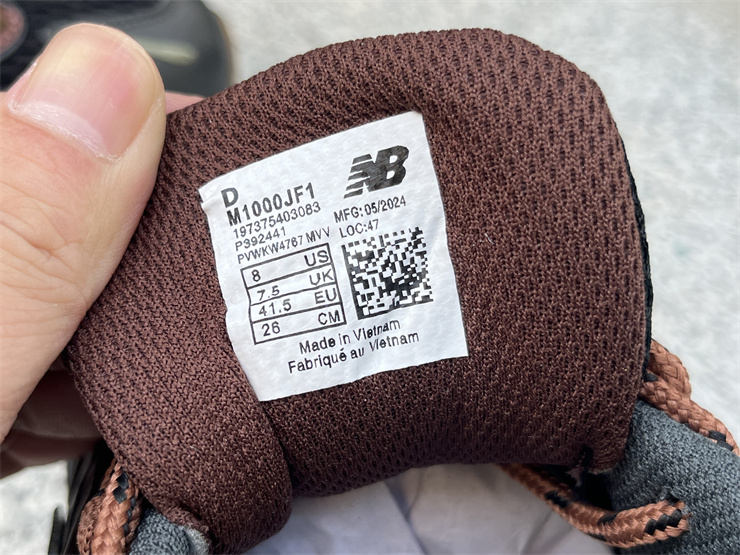 D
M1000JF1
197375403083
P392441
PVWKW4767 MVV
NB
MFG: 05/2024
LOC:47
8 US
7.5 UK
41.5 EU
26 CM
Made in Vietnam
Fabriqué au Vietnam